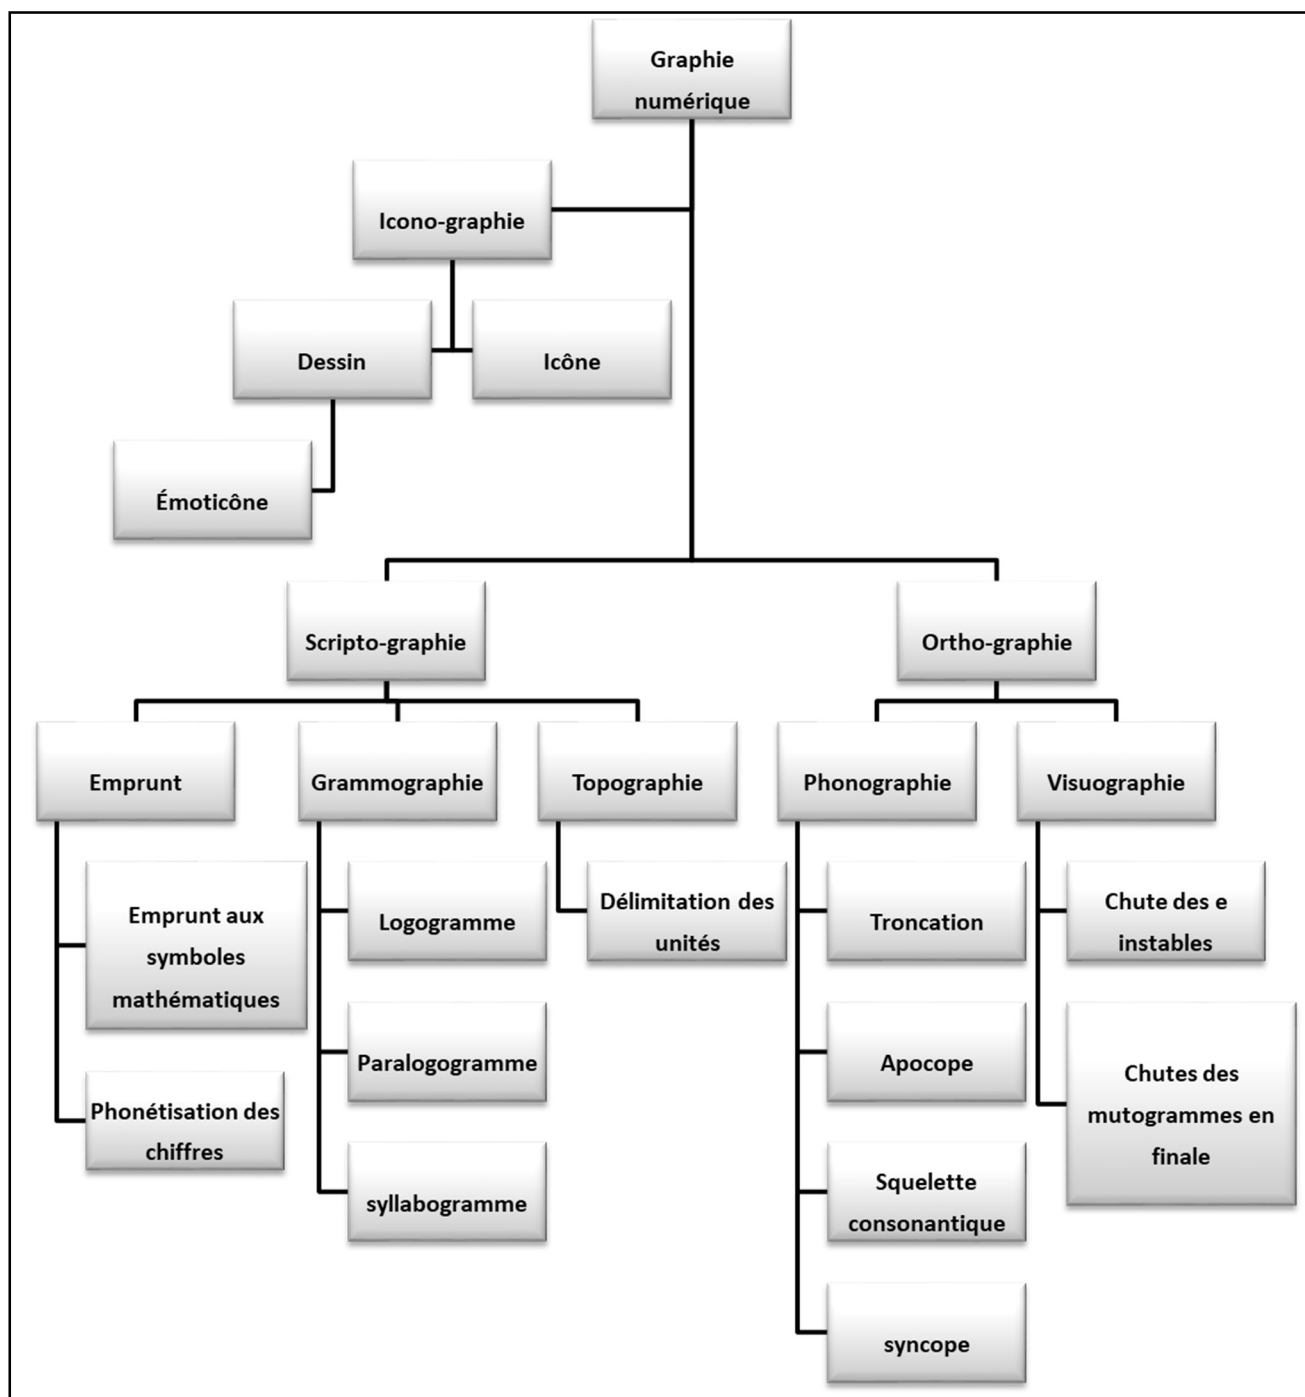 Graphie
numérique
Icono-graphie
Dessin
Icône
Émoticône
Scripto-graphie
Ortho-graphie
Emprunt
Grammographie
Topographie
Phonographie
Visuographie
Emprunt aux
symboles
mathématiques
Logogramme
Délimitation des
unités
Troncation
Chute des e
instables
Phonétisation des
chiffres
Paralogogramme
Apocope
Chutes des
mutogrammes en
finale
syllabogramme
Squelette
consonantique
syncope